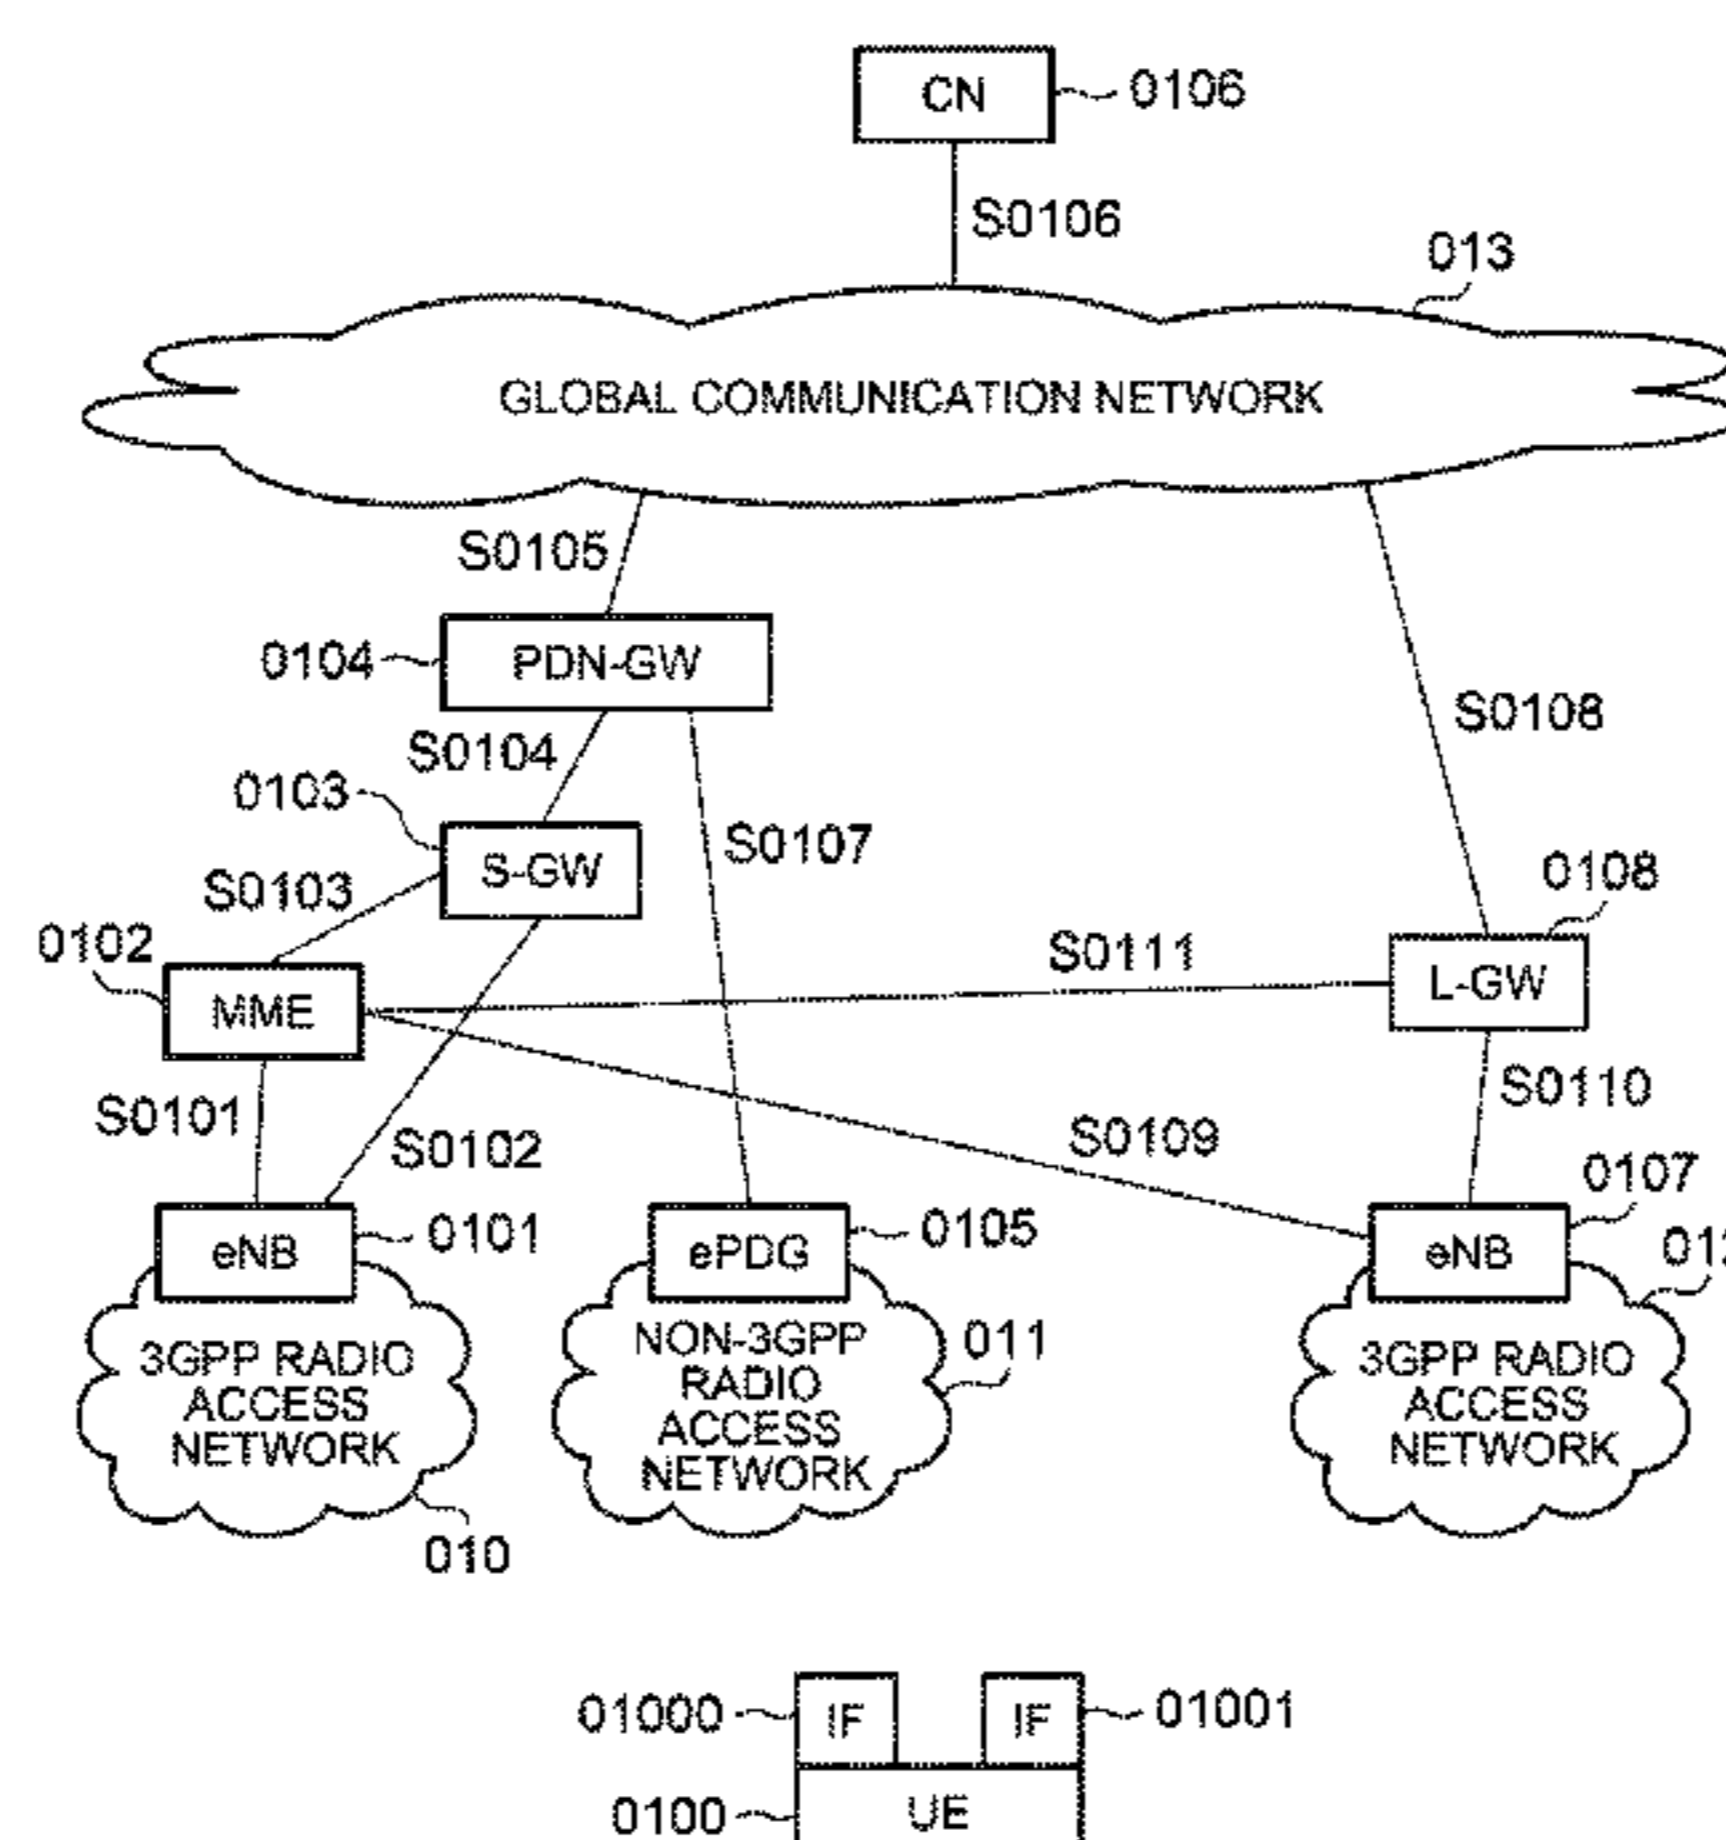 CN
0106
S0106
013
GLOBAL COMMUNICATION NETWORK
S0105
0104
PDN-GW
S0108
S0104
0103
S0107
S-GW
S0103
0108
0102
S0111
L-GW
MME
S0110
S0101
S0109
S0102
0107
0101
0105
eNB
ePDG
eNB
3GPP RADIO
ACCESS
NETWORK
010
NON-3GPP
RADIO
ACCESS
NETWORK
011
3GPP RADIO
ACCESS
NETWORK
01000
IF
IF
01001
0100
UE